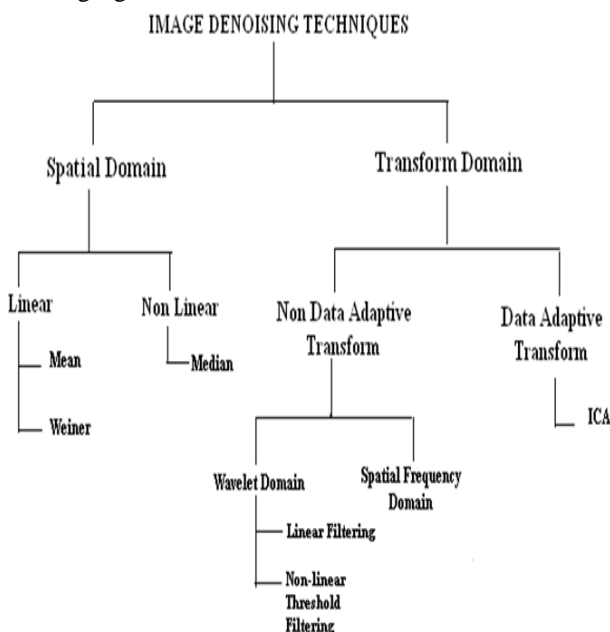 IMAGE DENOISING TECHNIQUES
Spatial Domain
Transform Domain
Linear
Non Linear
Mean
Median
Weiner
Non Data Adaptive
Transform
Data Adaptive
Transform
ICA
Wavelet Domain
Spatial Frequency
Domain
Linear Filtering
Non-linear
Threshold
Filtering